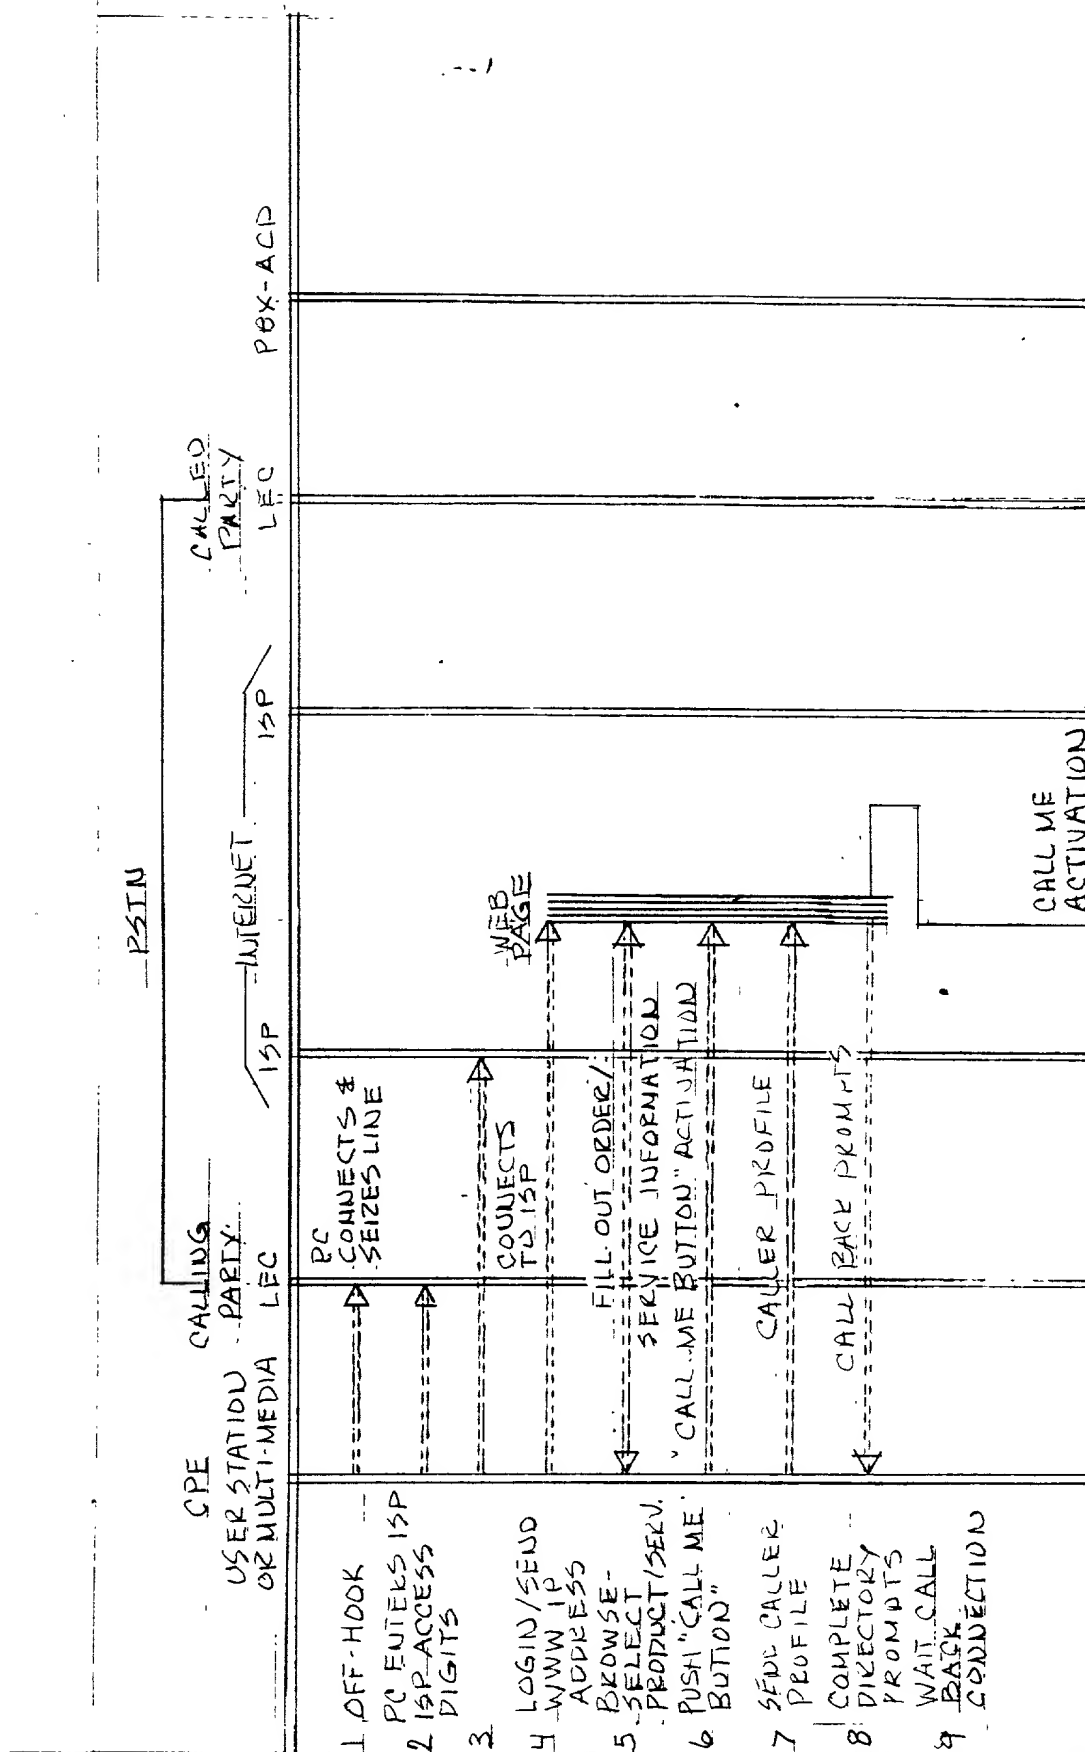 PSTN
CPE
USER STATION
OR MULTI-MEDIA
CALLING
PARTY
LEC
INTERNET
ISP
ISP
CALLED
PARTY
LEC
PBX-ACD
1 OFF-HOOK
PC
CONNECTS &
SEIZES LINE
PC ENTERS ISP
2 ISP ACCESS
DIGITS
3
CONNECTS
TO ISP
4 LOGIN/SEND
WWW IP
ADDRESS
WEB
PAGE
BROWSE-
5 SELECT
PRODUCT/SERV.
FILL OUT ORDER/
SERVICE INFORMATION
6 PUSH "CALL ME
BUTTON"
"CALL ME BUTTON" ACTIVATION
7 SEND CALLER
PROFILE
CALLER PROFILE
8 COMPLETE
DIRECTORY
PROMPTS
CALL BACK PROMPTS
9 WAIT CALL
BACK
CONNECTION
CALL ME
ACTIVATION